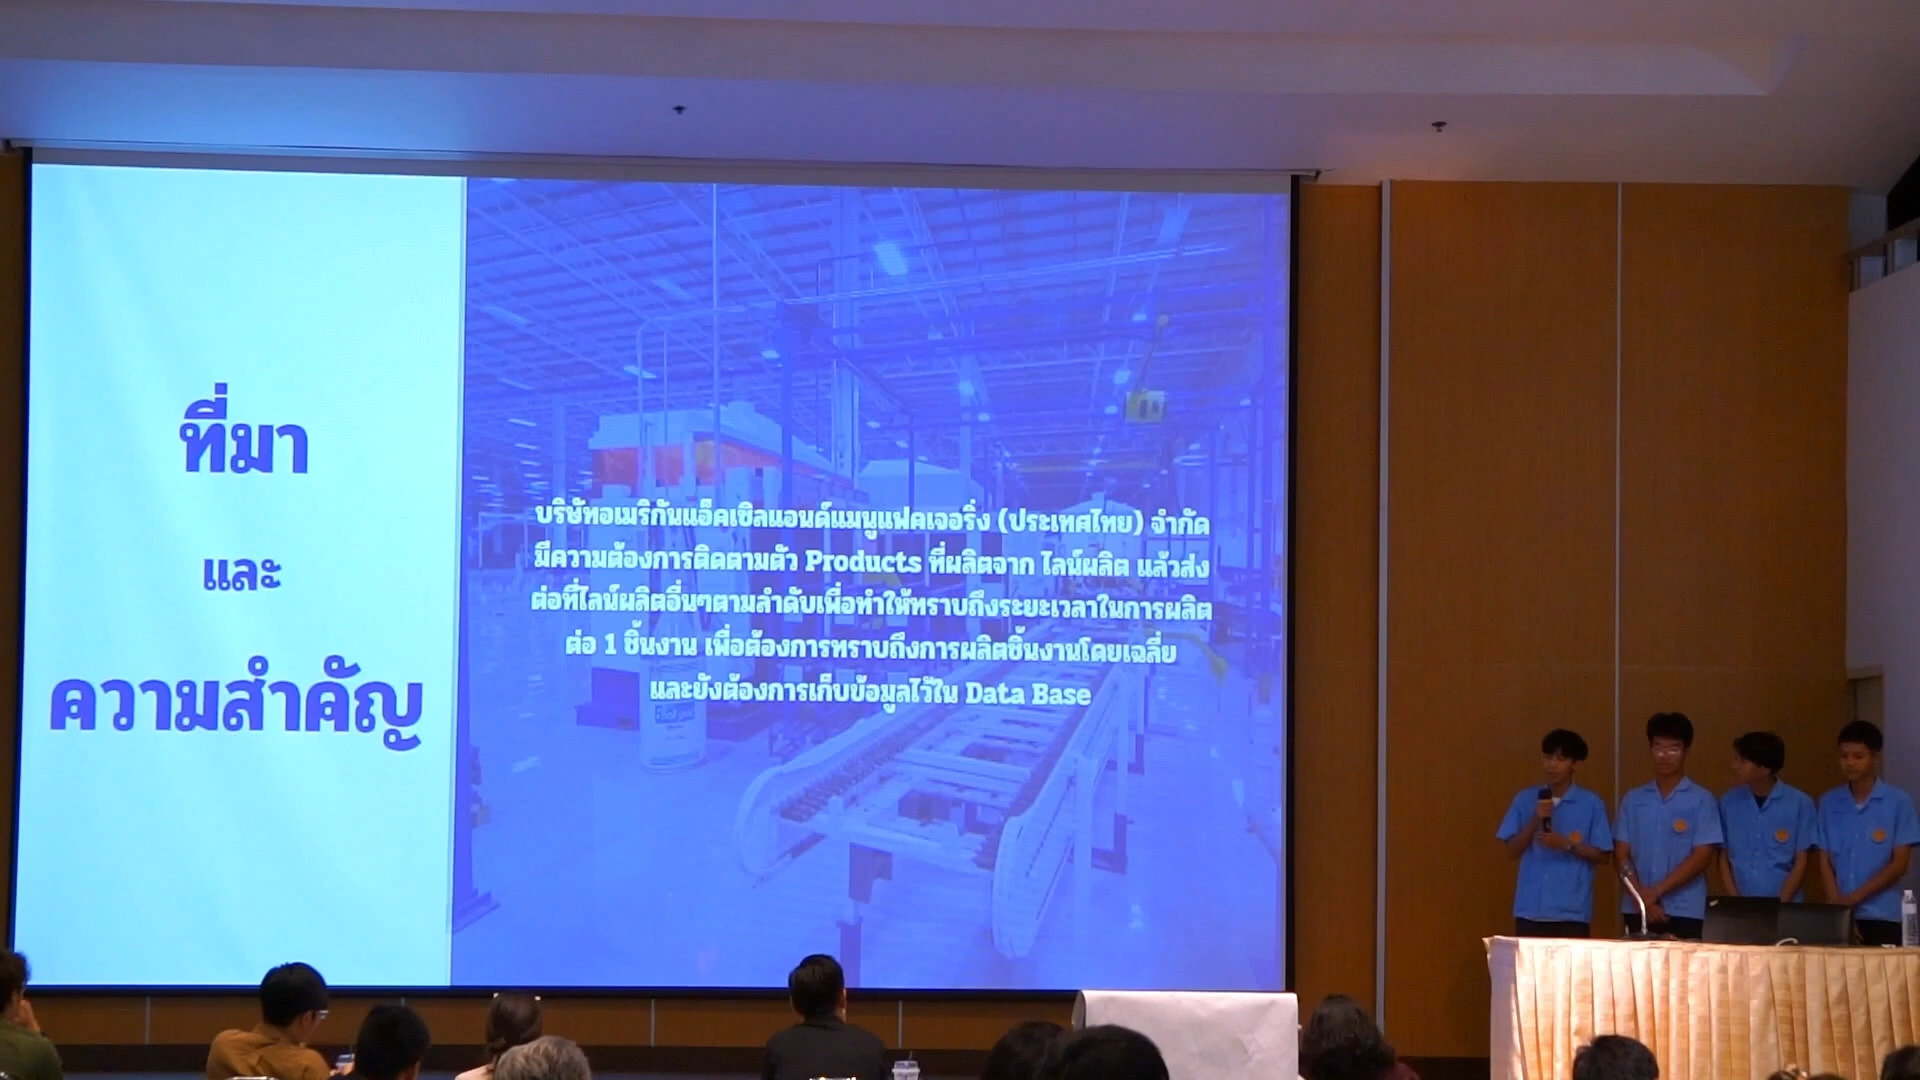 ที่มา
และ
ความสำคัญ
บริษัทอเมริกันแอ็คเซิลแอนด์แมนูแฟคเจอริ่ง (ประเทศไทย) จำกัด
มีความต้องการติดตามตัว Products ที่ผลิตจาก ไลน์ผลิต แล้วส่ง
ต่อที่ไลน์ผลิตอื่นๆตามลำดับเพื่อทำให้ทราบถึงระยะเวลาในการผลิต
ต่อ 1 ชิ้นงาน เพื่อต้องการทราบถึงการผลิตชิ้นงานโดยเฉลี่ย
และยังต้องการเก็บข้อมูลไว้ใน Data Base